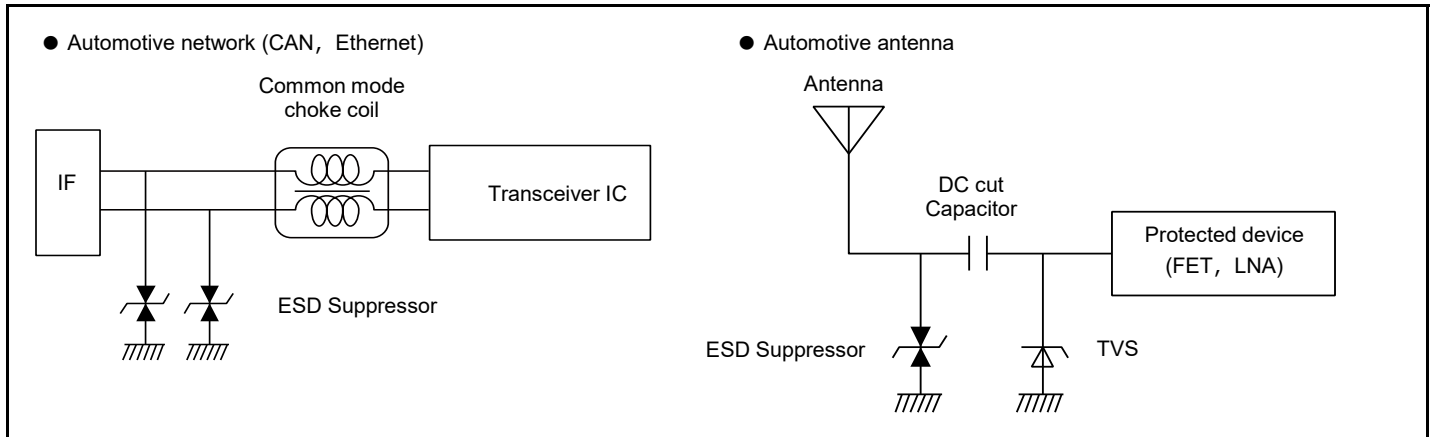 ● Automotive network (CAN, Ethernet)
Common mode
choke coil
IF
Transceiver IC
ESD Suppressor
● Automotive antenna
Antenna
DC cut
Capacitor
Protected device
(FET, LNA)
ESD Suppressor
TVS